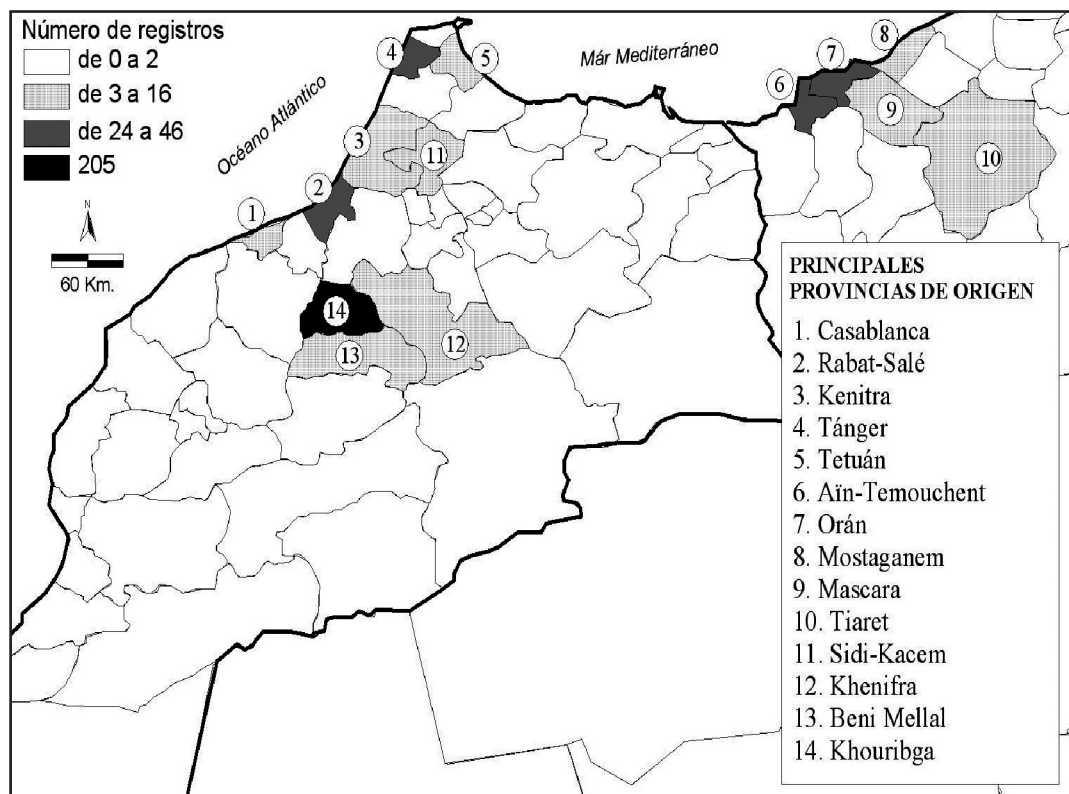 Número de registros
de 0 a 2
de 3 a 16
de 24 a 46
205
N
60 Km.
Océano Atlántico
Már Mediterráneo
1
2
3
4
5
6
7
8
9
10
11
12
13
14
PRINCIPALES
PROVINCIAS DE ORIGEN
1. Casablanca
2. Rabat-Salé
3. Kenitra
4. Tánger
5. Tetuán
6. Aïn-Temouchent
7. Orán
8. Mostaganem
9. Mascara
10. Tiaret
11. Sidi-Kacem
12. Khenifra
13. Beni Mellal
14. Khouribga